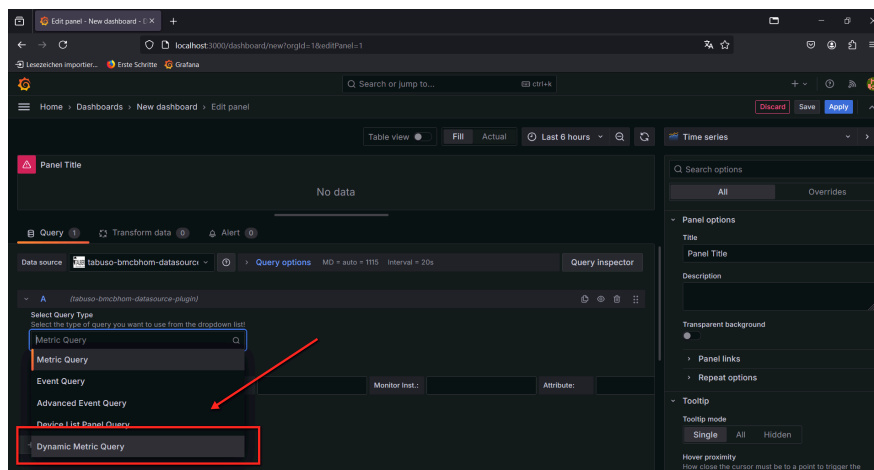 Edit panel - New dashboard - 
localhost:3000/dashboard/new?orgId=1&editPanel=1
Lesezeichen importier... Erste Schritte Grafana
Search or jump to... ctrl+k
Home › Dashboards › New dashboard › Edit panel Discard Save Apply
Table view Fill Actual Last 6 hours Time series
Panel Title
No data
Search options
All Overrides
Query 1 Transform data 0 Alert 0
Panel options
Title
Panel Title
Data source tabuso-bmcbhom-datasource Query options MD = auto = 1115 Interval = 20s Query inspector
Description
A (tabuso-bmcbhom-datasource-plugin)
Select Query Type
Select the type of query you want to use from the dropdown list!
Metric Query
Transparent background
Metric Query
Panel links
Event Query
Repeat options
Monitor Inst.: Attribute:
Advanced Event Query
Tooltip
Device List Panel Query
Tooltip mode
Single All Hidden
Dynamic Metric Query
Hover proximity
How close the cursor must be to a point to trigger the